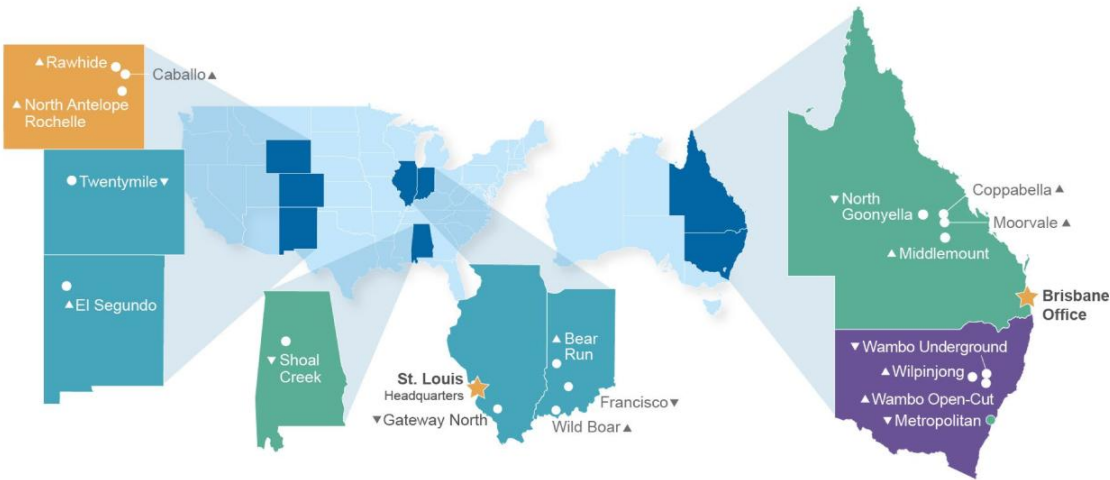 ▲Rawhide
Caballo▲
▲North Antelope
Rochelle
Twentymile▼
▲El Segundo
▼Shoal
Creek
St. Louis
Headquarters
▼Gateway North
▲Bear
Run
Francisco▼
Wild Boar▲
▼North
Goonyella
Coppabella▲
Moorvale▲
▲Middlemount
Brisbane
Office
▼Wambo Underground
▲Wilpinjong
▲Wambo Open-Cut
▼Metropolitan